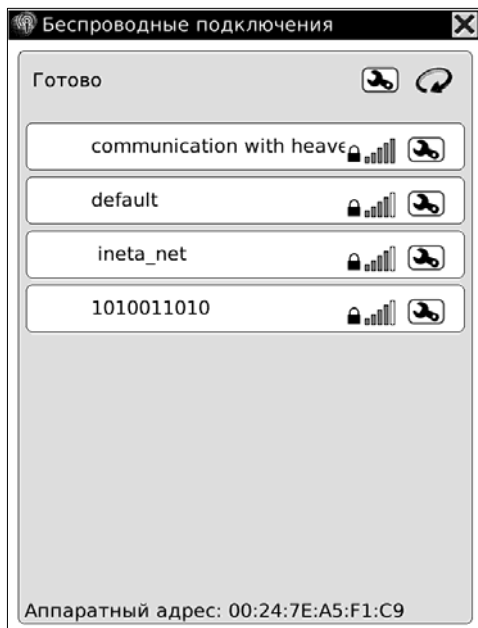 Беспроводные подключения
Готово
communication with heave
default
ineta_net
1010011010
Аппаратный адрес: 00:24:7E:A5:F1:C9